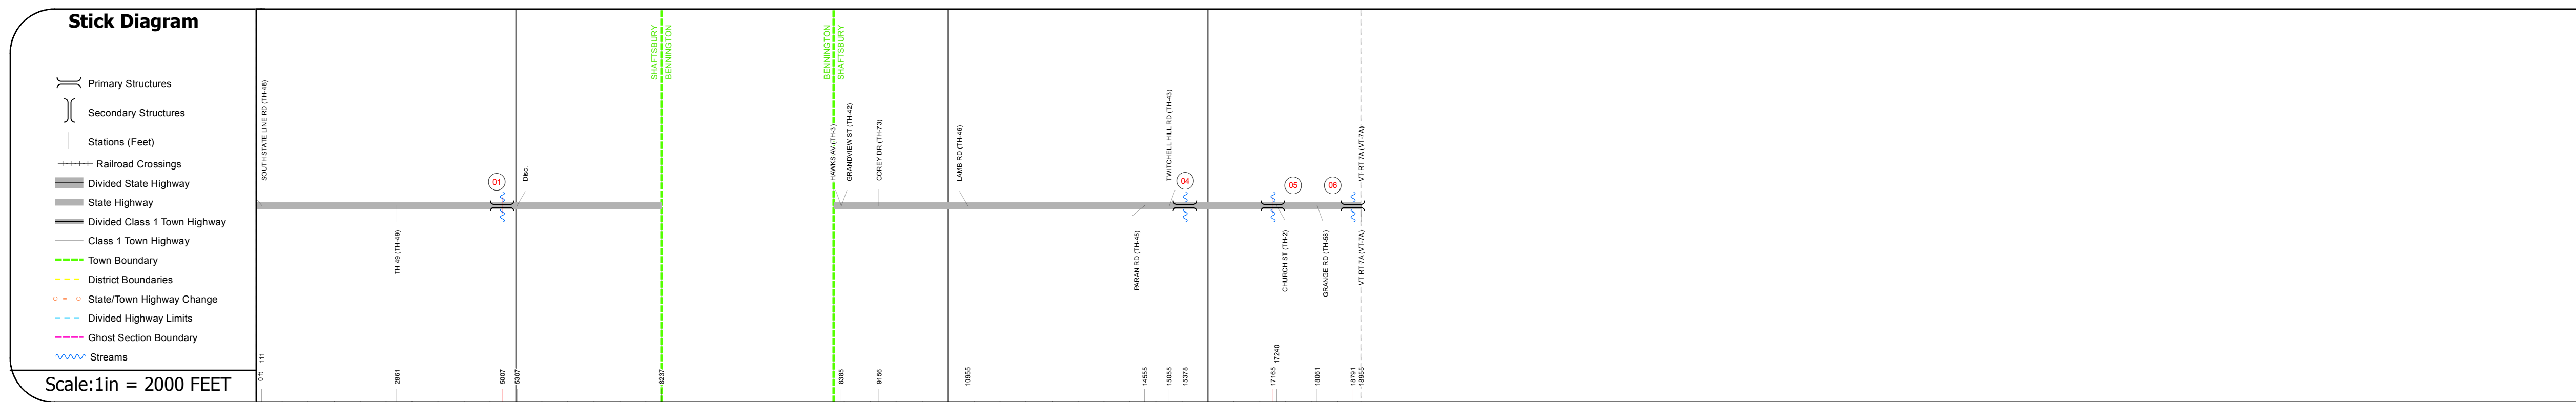 Stick Diagram
Primary Structures
Secondary Structures
Stations (Feet)
Railroad Crossings
Divided State Highway
State Highway
Divided Class 1 Town Highway
Class 1 Town Highway
Town Boundary
District Boundaries
State/Town Highway Change
Divided Highway Limits
Ghost Section Boundary
Streams
Scale:1in = 2000 FEET
SOUTH STATE LINE RD (TH-48)
TH 49 (TH-49)
01
Disc.
SHAFTSBURY
BENNINGTON
BENNINGTON
SHAFTSBURY
HAWKS AV (TH-3)
GRANDVIEW ST (TH-42)
COREY DR (TH-73)
LAMB RD (TH-46)
PARAN RD (TH-45)
TWITCHELL HILL RD (TH-43)
04
05
CHURCH ST (TH-2)
06
GRANGE RD (TH-58)
VT RT 7A (VT-7A)
VT RT 7A (VT-7A)
0 ft
111
2861
5007
5307
8237
8385
9156
10955
14555
15055
15378
17165
17240
18061
18791
18955